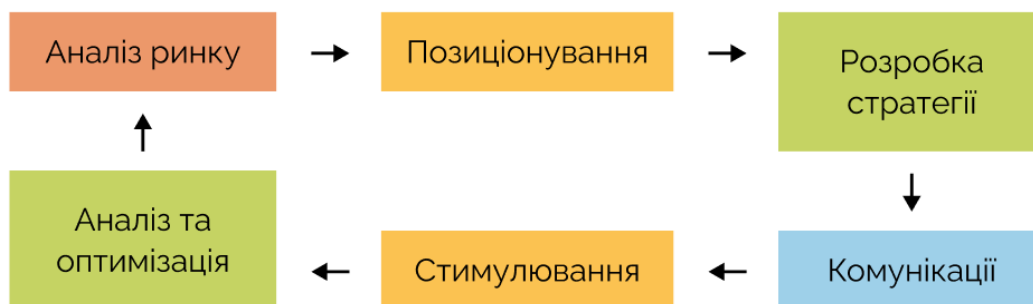 Аналіз ринку
Позиціонування
Розробка
стратегії
Комунікації
Стимулювання
Аналіз та
оптимізація